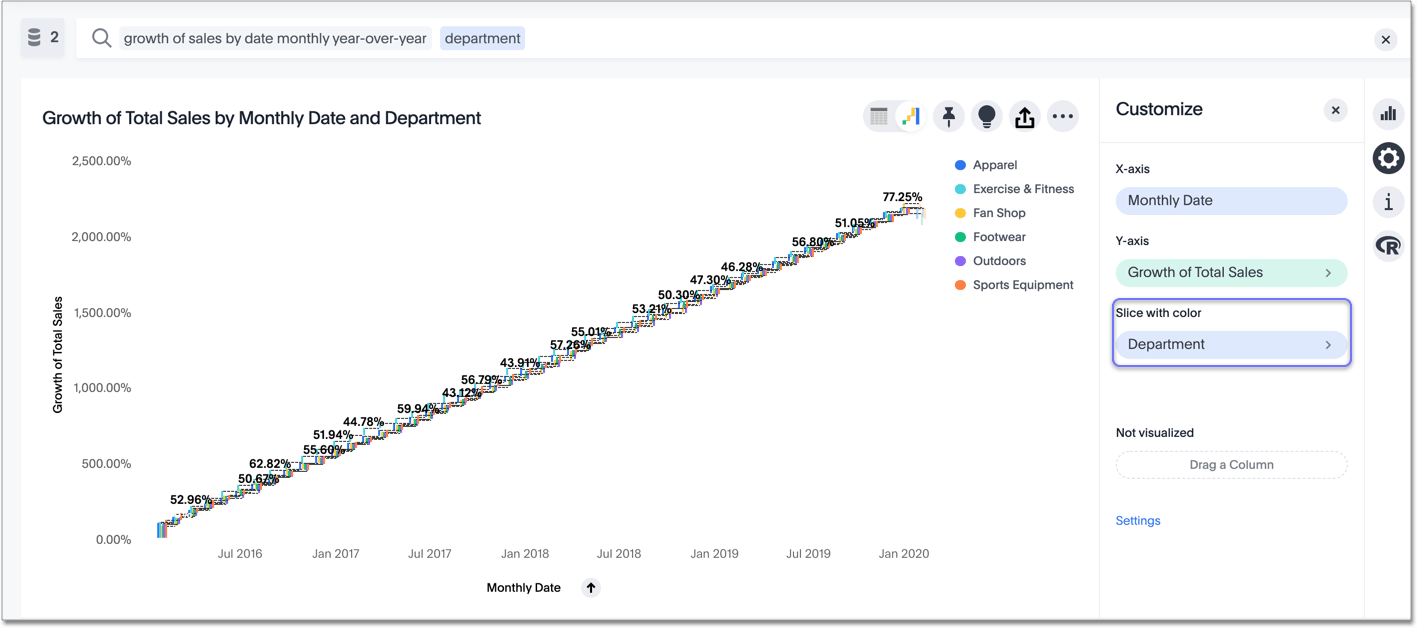 2
growth of sales by date monthly year-over-year department
Growth of Total Sales by Monthly Date and Department
Customize
X-axis
Monthly Date
Y-axis
Growth of Total Sales
Slice with color
Department
Not visualized
Drag a Column
Settings
i
R
Apparel
Exercise & Fitness
Fan Shop
Footwear
Outdoors
Sports Equipment
Growth of Total Sales
2,500.00%
2,000.00%
1,500.00%
1,000.00%
500.00%
0.00%
52.96%
50.67%
62.82%
55.60%
51.94%
44.78%
59.94%
43.12%
56.79%
43.91%
57.26%
55.01%
53.21%
50.30%
47.30%
46.28%
56.80%
51.05%
77.25%
Jul 2016
Jan 2017
Jul 2017
Jan 2018
Jul 2018
Jan 2019
Jul 2019
Jan 2020
Monthly Date